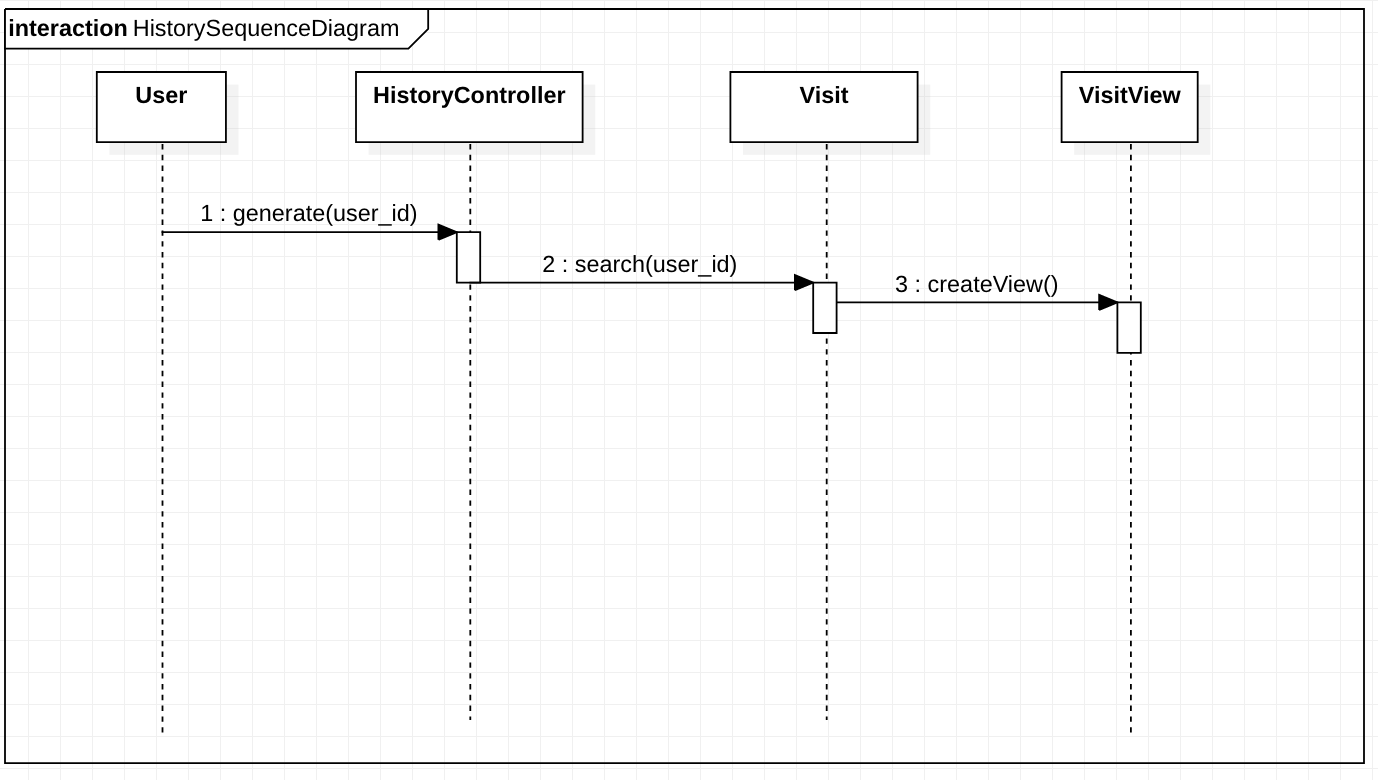 interaction HistorySequenceDiagram
User
HistoryController
Visit
VisitView
1 : generate(user_id)
2 : search(user_id)
3 : createView()